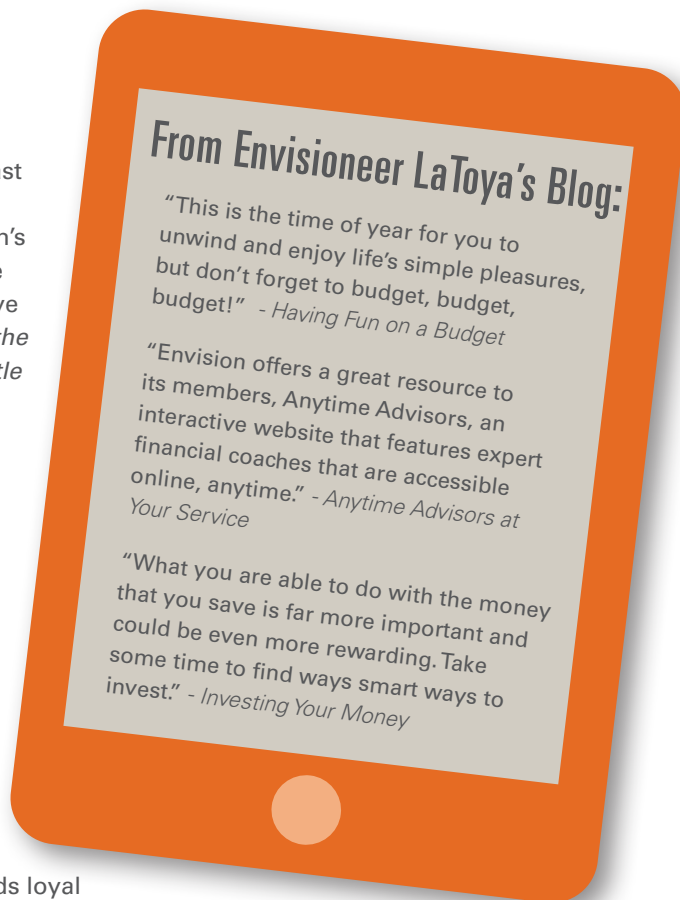 From Envisioneer LaToya's Blog:
“This is the time of year for you to
unwind and enjoy life's simple pleasures,
but don't forget to budget, budget,
budget!” - Having Fun on a Budget
“Envision offers a great resource to
its members, Anytime Advisors, an
interactive website that features expert
financial coaches that are accessible
online, anytime.” - Anytime Advisors at
Your Service
“What you are able to do with the money
that you save is far more important and
could be even more rewarding. Take
some time to find ways smart ways to
invest.” - Investing Your Money
loyal